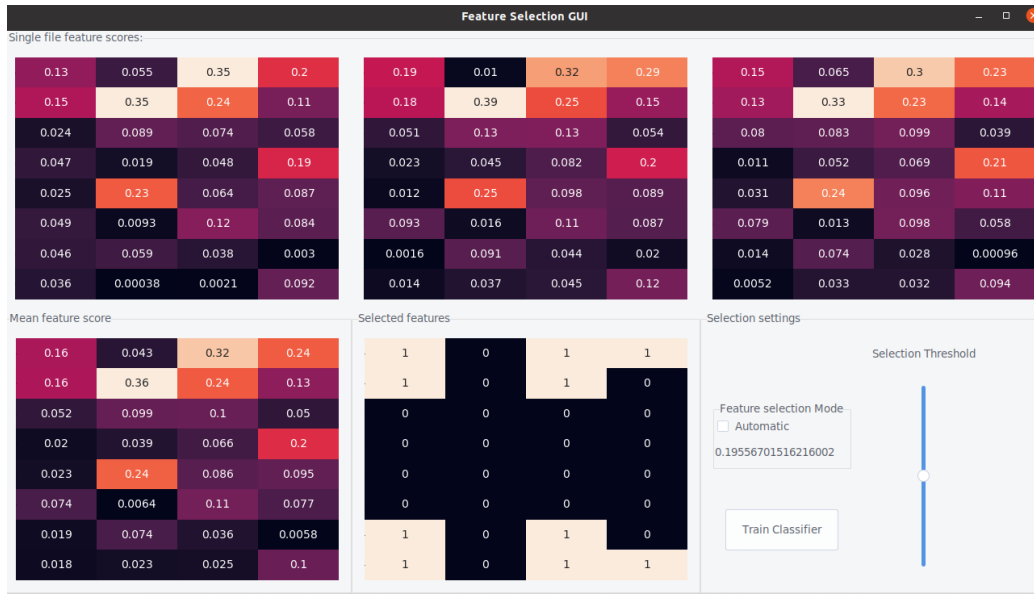 Feature Selection GUI
Single file feature scores:
0.13 0.055 0.35 0.2
0.15 0.35 0.24 0.11
0.024 0.089 0.074 0.058
0.047 0.019 0.048 0.19
0.025 0.23 0.064 0.087
0.049 0.0093 0.12 0.084
0.046 0.059 0.038 0.003
0.036 0.00038 0.0021 0.092
0.19 0.01 0.32 0.29
0.18 0.39 0.25 0.15
0.051 0.13 0.13 0.054
0.023 0.045 0.082 0.2
0.012 0.25 0.098 0.089
0.093 0.016 0.11 0.087
0.0016 0.091 0.044 0.02
0.014 0.037 0.045 0.12
0.15 0.065 0.3 0.23
0.13 0.33 0.23 0.14
0.08 0.083 0.099 0.039
0.011 0.052 0.069 0.21
0.031 0.24 0.096 0.11
0.079 0.013 0.098 0.058
0.014 0.074 0.028 0.00096
0.0052 0.033 0.032 0.094
Mean feature score
0.16 0.043 0.32 0.24
0.16 0.36 0.24 0.13
0.052 0.099 0.1 0.05
0.02 0.039 0.066 0.2
0.023 0.24 0.086 0.095
0.074 0.0064 0.11 0.077
0.019 0.074 0.036 0.0058
0.018 0.023 0.025 0.1
Selected features
1 0 1 1
1 0 1 0
0 0 0 0
0 0 0 0
0 0 0 0
0 0 0 0
1 0 1 0
1 0 1 1
Selection settings
Selection Threshold
Feature selection Mode
Automatic
0.19556701516216002
Train Classifier